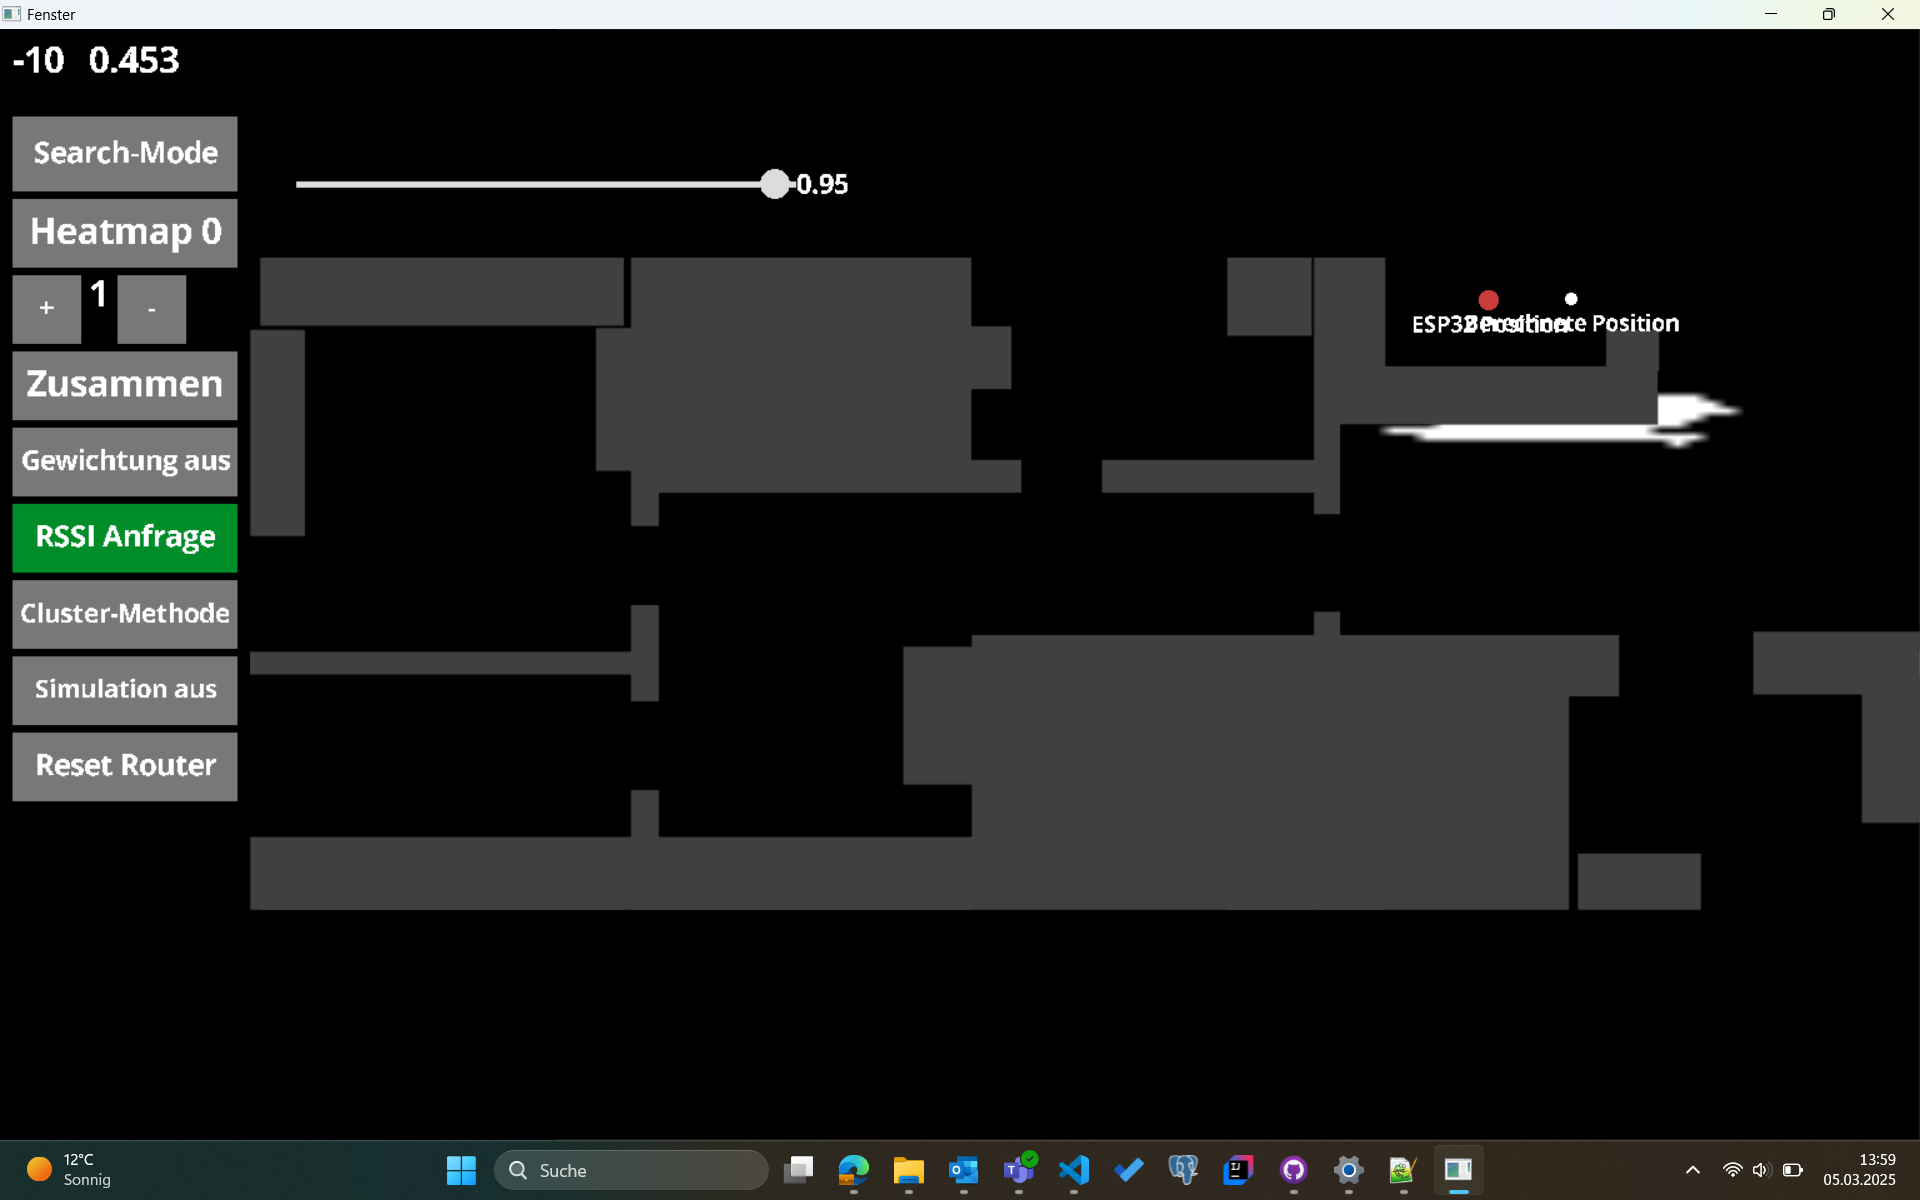 Fenster
-10 0.453
Search-Mode
0.95
Heatmap 0
+ 1 -
Zusammen
ESP32 Position
Berechnete Position
Gewichtung aus
RSSI Anfrage
Cluster-Methode
Simulation aus
Reset Router
12°C
Sonnig
Suche
13:59
05.03.2025